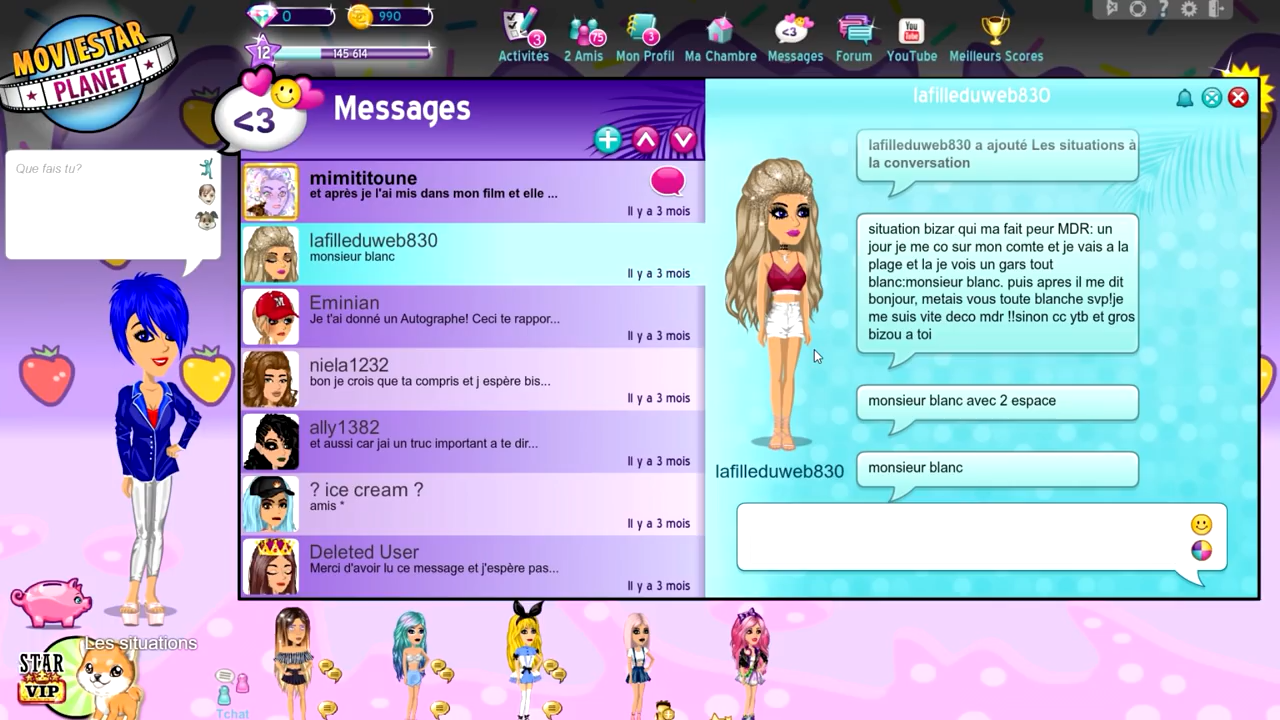 MOVIESTAR
PLANET
0
990
12
145 614
3
Activités
75
2 Amis
3
Mon Profil
Ma Chambre
<3
Messages
Forum
You
Tube
YouTube
Meilleurs Scores
?
Que fais tu?
<3
Messages
mimititoune
et après je l'ai mis dans mon film et elle ...
Il y a 3 mois
lafilleduweb830
monsieur blanc
Il y a 3 mois
M
Eminian
Je t'ai donné un Autographe! Ceci te rappor...
Il y a 3 mois
niela1232
bon je crois que ta compris et j espère bis...
Il y a 3 mois
ally1382
et aussi car jai un truc important a te dir...
Il y a 3 mois
? ice cream ?
amis *
Il y a 3 mois
Deleted User
Merci d'avoir lu ce message et j'espère pas...
Il y a 3 mois
lafilleduweb830
lafilleduweb830 a ajouté Les situations à
la conversation
situation bizar qui ma fait peur MDR: un
jour je me co sur mon comte et je vais a la
plage et la je vois un gars tout
blanc:monsieur blanc. puis apres il me dit
bonjour, metais vous toute blanche svp!je
me suis vite deco mdr !!sinon cc ytb et gros
bizou a toi
monsieur blanc avec 2 espace
monsieur blanc
lafilleduweb830
Les situations
STAR
VIP
Tchat